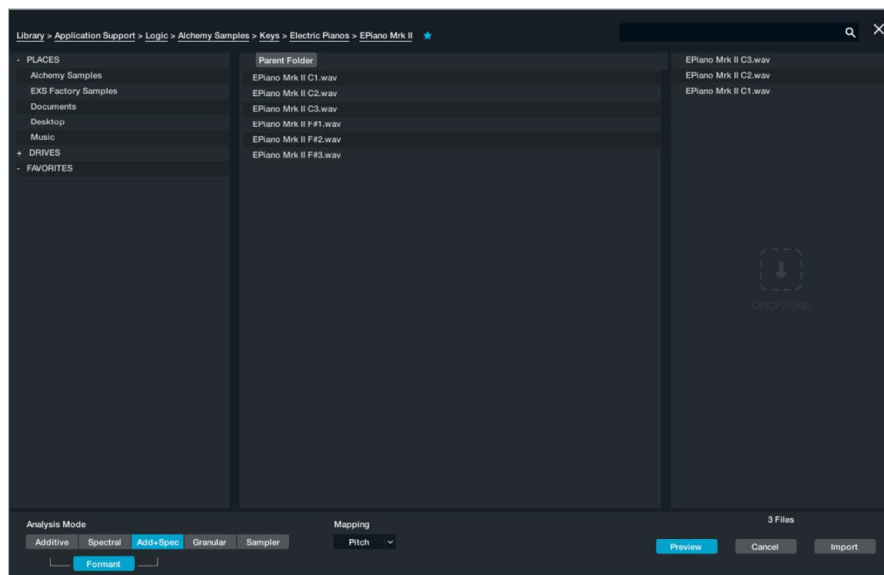 Library > Application Support > Logic > Alchemy Samples > Keys > Electric Pianos > EPiano Mrk II
- PLACES
Alchemy Samples
EXS Factory Samples
Documents
Desktop
Music
+ DRIVES
- FAVORITES
Parent Folder
EPiano Mrk II C1.wav
EPiano Mrk II C2.wav
EPiano Mrk II C3.wav
EPiano Mrk II F#1.wav
EPiano Mrk II F#2.wav
EPiano Mrk II F#3.wav
EPiano Mrk II C3.wav
EPiano Mrk II C2.wav
EPiano Mrk II C1.wav
DROPZONE
3 Files
Analysis Mode
Additive Spectral Add+Spec Granular Sampler
Formant
Mapping
Pitch
Preview Cancel Import